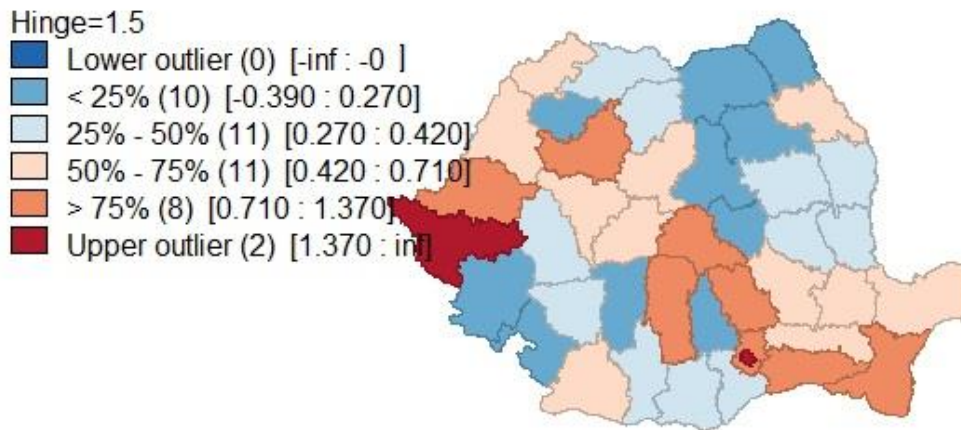 Hinge=1.5
Lower outlier (0) [-inf : -0 ]
< 25% (10) [-0.390 : 0.270]
25% - 50% (11) [0.270 : 0.420]
50% - 75% (11) [0.420 : 0.710]
> 75% (8) [0.710 : 1.370]
Upper outlier (2) [1.370 : inf]